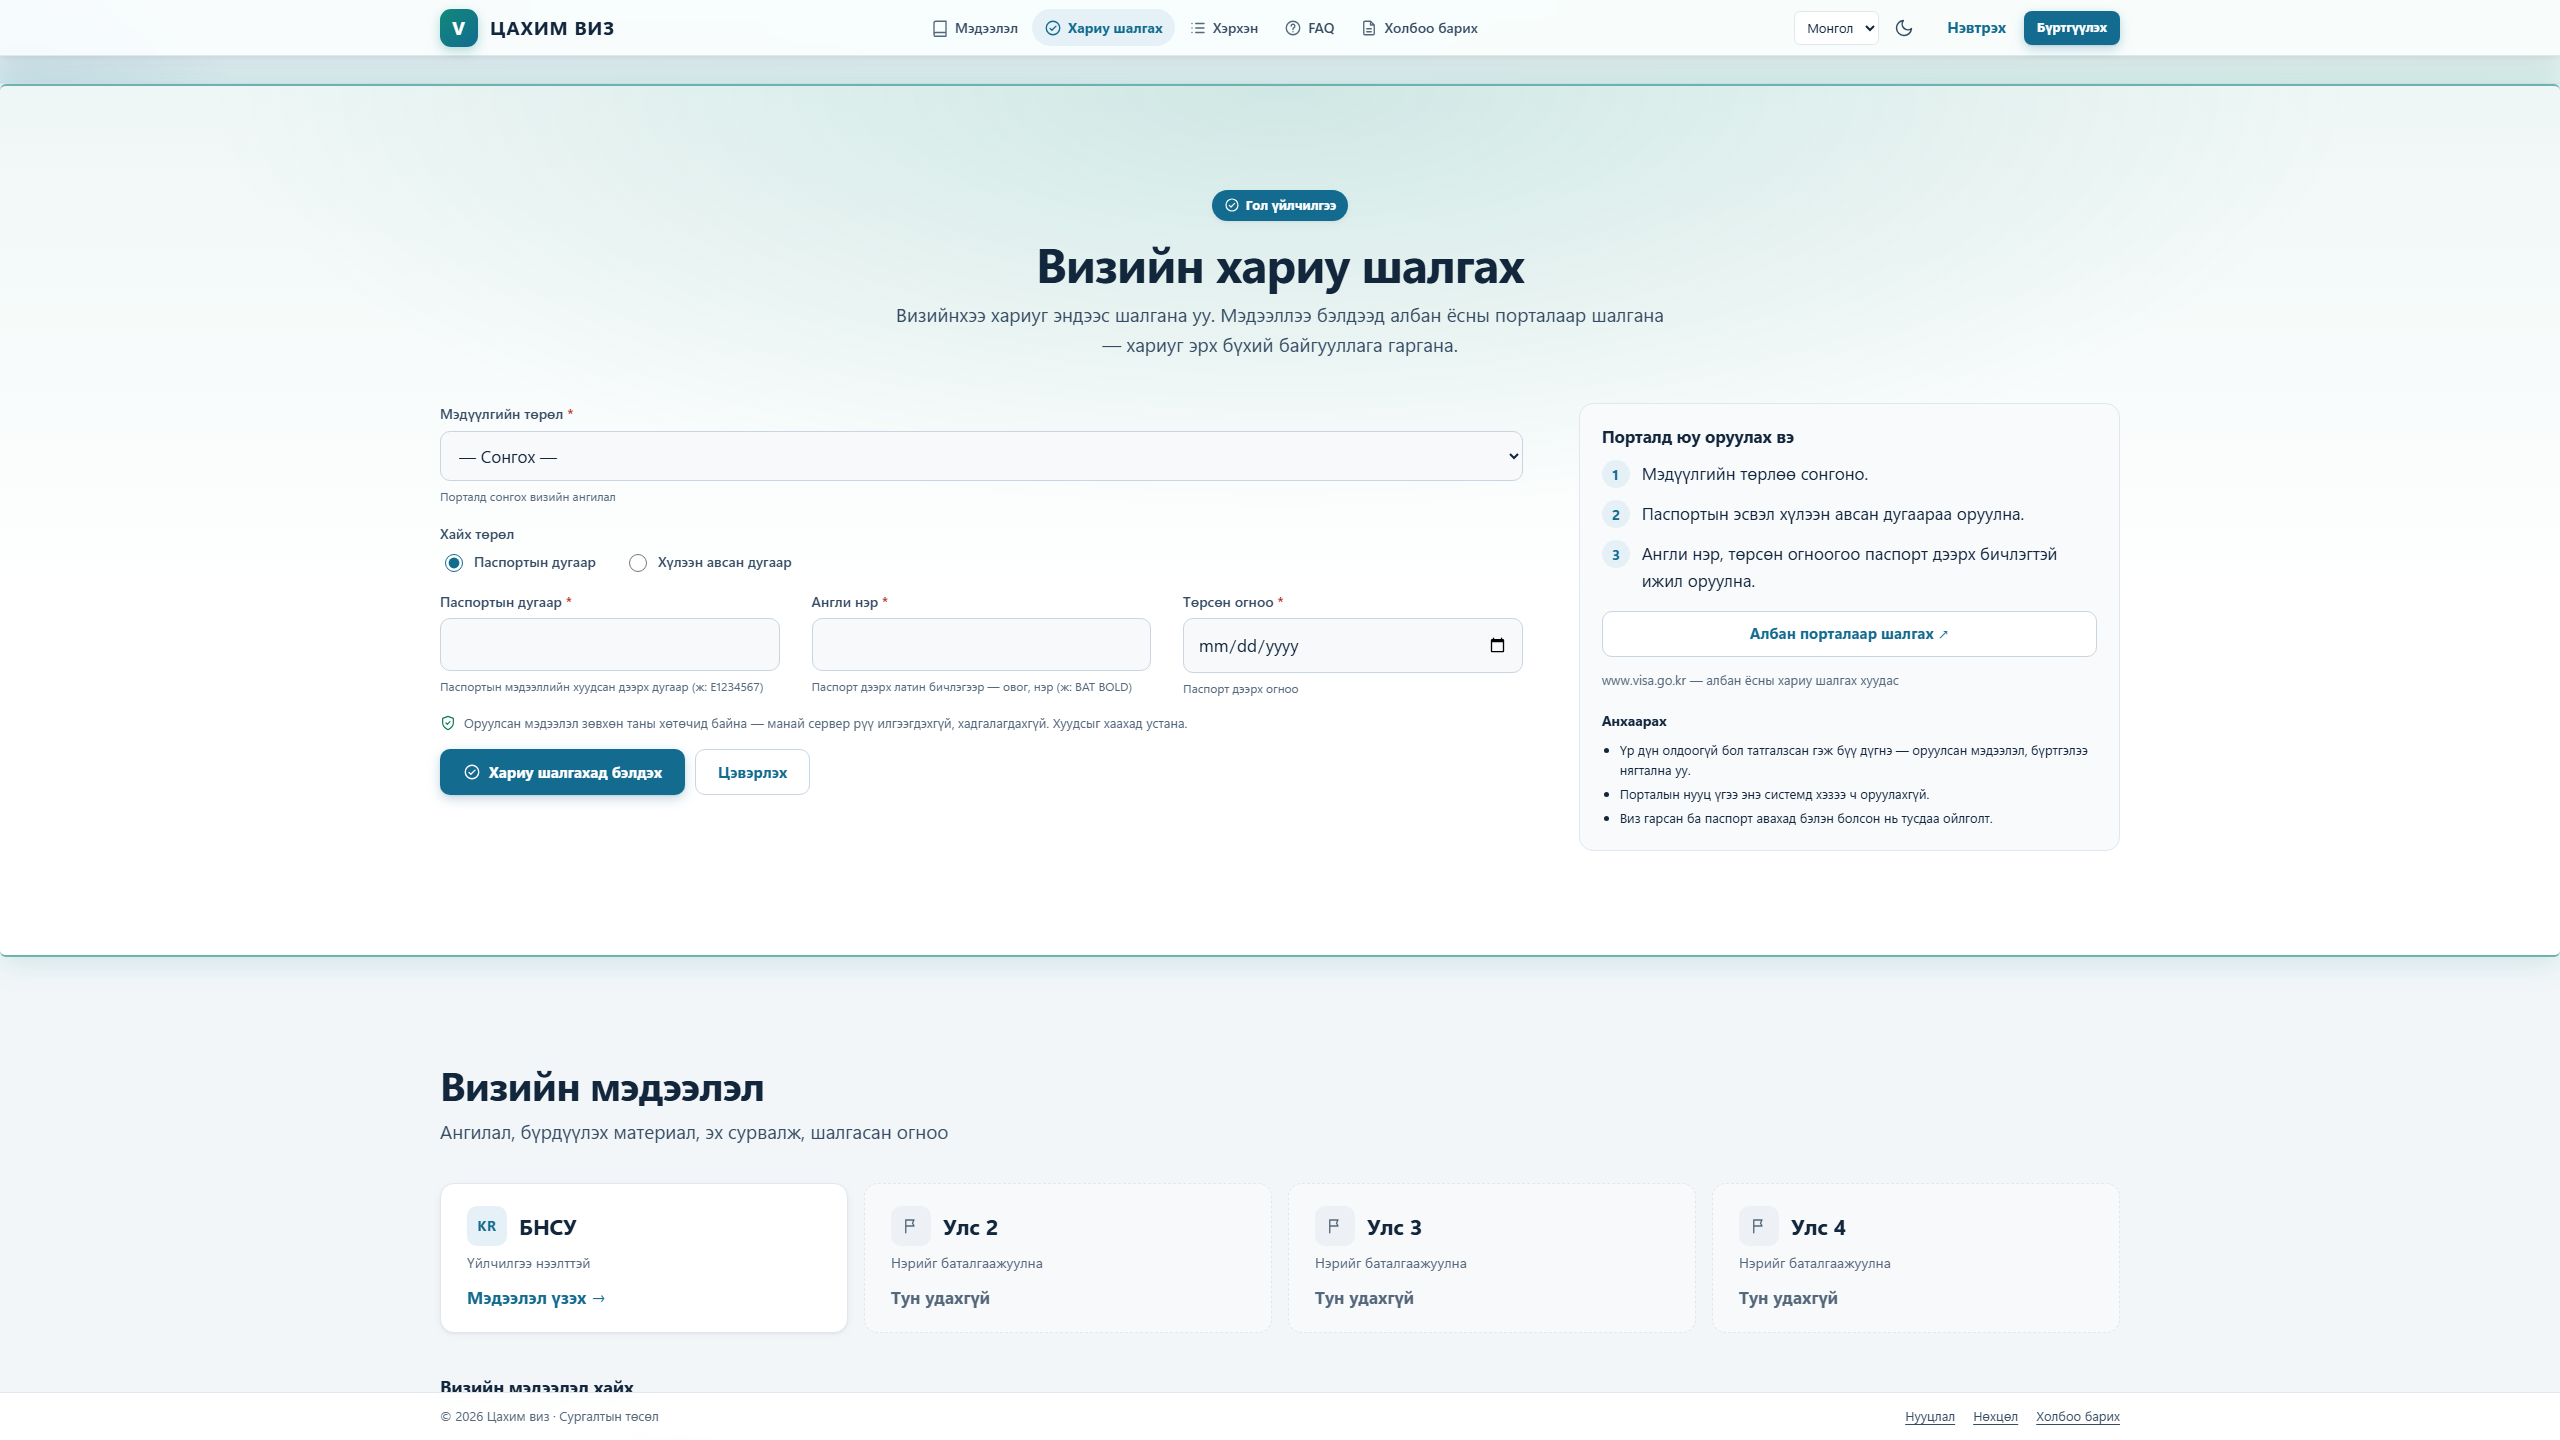 V ЦАХИМ ВИЗ
Мэдээлэл
Хариу шалгах
Хэрхэн
FAQ
Холбоо барих
Монгол
Нэвтрэх
Бүртгүүлэх
Гол үйлчилгээ
Визийн хариу шалгах
Визийнхээ хариуг эндээс шалгана уу. Мэдээллээ бэлдээд албан ёсны порталаар шалгана
— хариуг эрх бүхий байгууллага гаргана.
Мэдүүлгийн төрөл *
— Сонгох —
Порталд сонгох визийн ангилал
Хайх төрөл
Паспортын дугаар
Хүлээн авсан дугаар
Паспортын дугаар *
Паспортын мэдээллийн хуудсан дээрх дугаар (ж: E1234567)
Англи нэр *
Паспорт дээрх латин бичлэгээр — овог, нэр (ж: BAT BOLD)
Төрсөн огноо *
mm/dd/yyyy
Паспорт дээрх огноо
Оруулсан мэдээлэл зөвхөн таны хөтөчид байна — манай сервер рүү илгээгдэхгүй, хадгалагдахгүй. Хуудсыг хаахад устана.
Хариу шалгахад бэлдэх
Цэвэрлэх
Порталд юу оруулах вэ
1 Мэдүүлгийн төрлөө сонгоно.
2 Паспортын эсвэл хүлээн авсан дугаараа оруулна.
3 Англи нэр, төрсөн огноогоо паспорт дээрх бичлэгтэй
ижил оруулна.
Албан порталаар шалгах ↗
www.visa.go.kr — албан ёсны хариу шалгах хуудас
Анхаарах
• Үр дүн олдоогүй бол татгалзсан гэж бүү дүгнэ — оруулсан мэдээлэл, бүртгэлээ
нягтална уу.
• Порталын нууц үгээ энэ системд хэзээ ч оруулахгүй.
• Виз гарсан ба паспорт авахад бэлэн болсон нь тусдаа ойлголт.
Визийн мэдээлэл
Ангилал, бүрдүүлэх материал, эх сурвалж, шалгасан огноо
KR БНСУ
Үйлчилгээ нээлттэй
Мэдээлэл үзэх →
Улс 2
Нэрийг баталгаажуулна
Тун удахгүй
Улс 3
Нэрийг баталгаажуулна
Тун удахгүй
Улс 4
Нэрийг баталгаажуулна
Тун удахгүй
Визийн мэдээлэл хайх
© 2026 Цахим виз · Сургалтын төсөл
Нууцлал
Нөхцөл
Холбоо барих